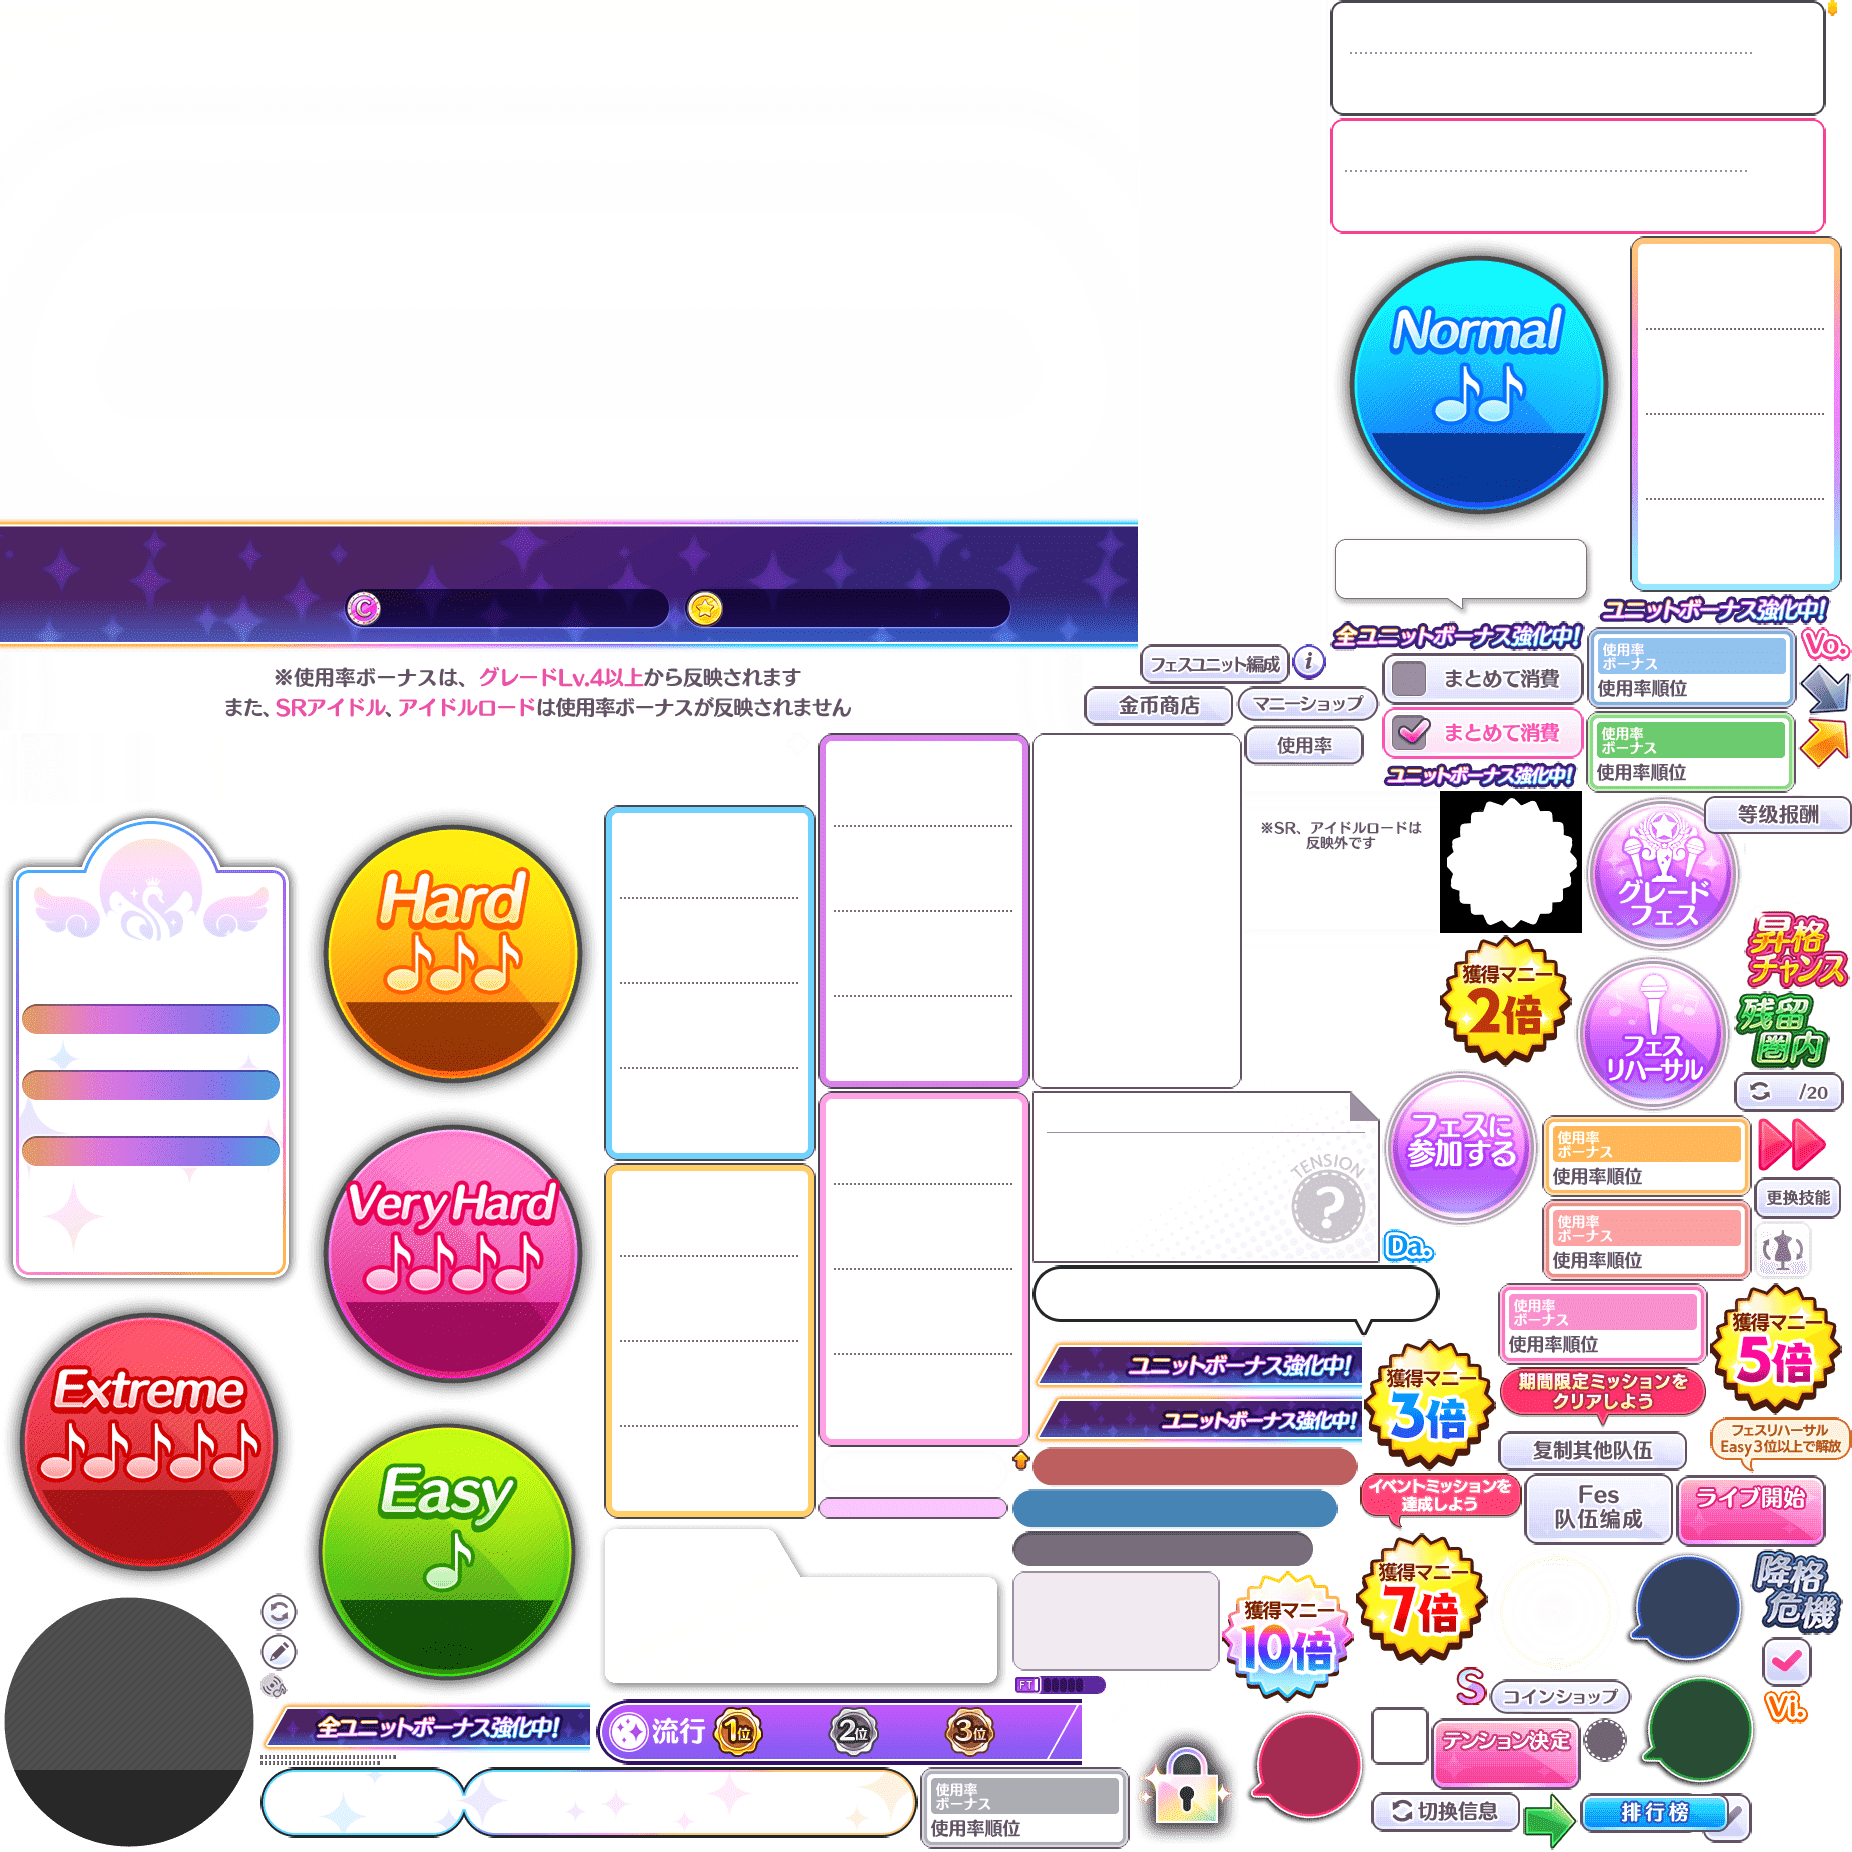 Normal
ユニットボーナス強化中!
全ユニットボーナス強化中!
Vo.
使用率
ボーナス
使用率順位
フェスユニット編成
i
まとめて消費
※使用率ボーナスは、グレードLv.4以上から反映されます
また、SRアイドル、アイドルロードは使用率ボーナスが反映されません
金币商店
マニーショップ
まとめて消費
使用率
ボーナス
使用率順位
使用率
ユニットボーナス強化中!
等级报酬
※SR、アイドルロードは
反映外です
グレード
フェス
Hard
昇格
チャンス
獲得マニー
2倍
残留
圏内
フェス
リハーサル
/20
フェスに
参加する
使用率
ボーナス
使用率順位
TENSION
?
更换技能
VeryHard
使用率
ボーナス
使用率順位
Da.
使用率
ボーナス
使用率順位
獲得マニー
5倍
ユニットボーナス強化中!
獲得マニー
3倍
期間限定ミッションを
クリアしよう
Extreme
ユニットボーナス強化中!
フェスリハーサル
Easy3位以上で解放
复制其他队伍
Easy
イベントミッションを
達成しよう
Fes
队伍编成
ライブ開始
獲得マニー
7倍
降格
危機
獲得マニー
10倍
FT
S
コインショップ
Vi.
全ユニットボーナス強化中!
流行
1位
2位
3位
テンション決定
使用率
ボーナス
使用率順位
切换信息
排行榜